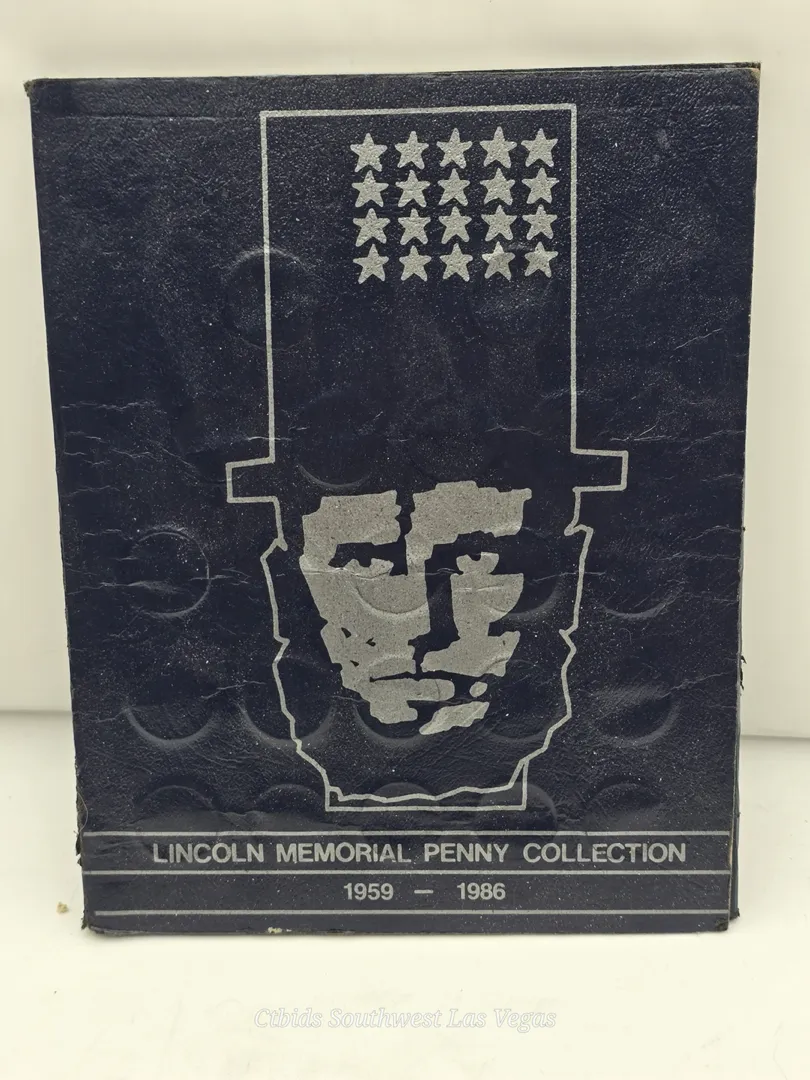 LINCOLN MEMORIAL PENNY COLLECTION
1959 — 1986
Ctbids Southwest Las Vegas